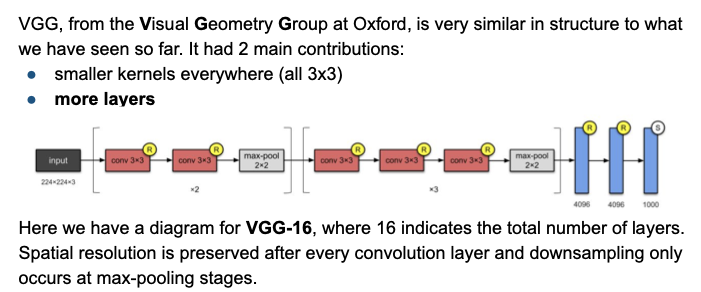 VGG, from the Visual Geometry Group at Oxford, is very similar in structure to what
we have seen so far. It had 2 main contributions:
● smaller kernels everywhere (all 3x3)
● more layers
R R R R R R R S
input conv 3×3 conv 3×3 max-pool 2×2 conv 3×3 conv 3×3 conv 3×3 max-pool 2×2
224×224×3 ×2 ×3
4096 4096 1000
Here we have a diagram for VGG-16, where 16 indicates the total number of layers.
Spatial resolution is preserved after every convolution layer and downsampling only
occurs at max-pooling stages.